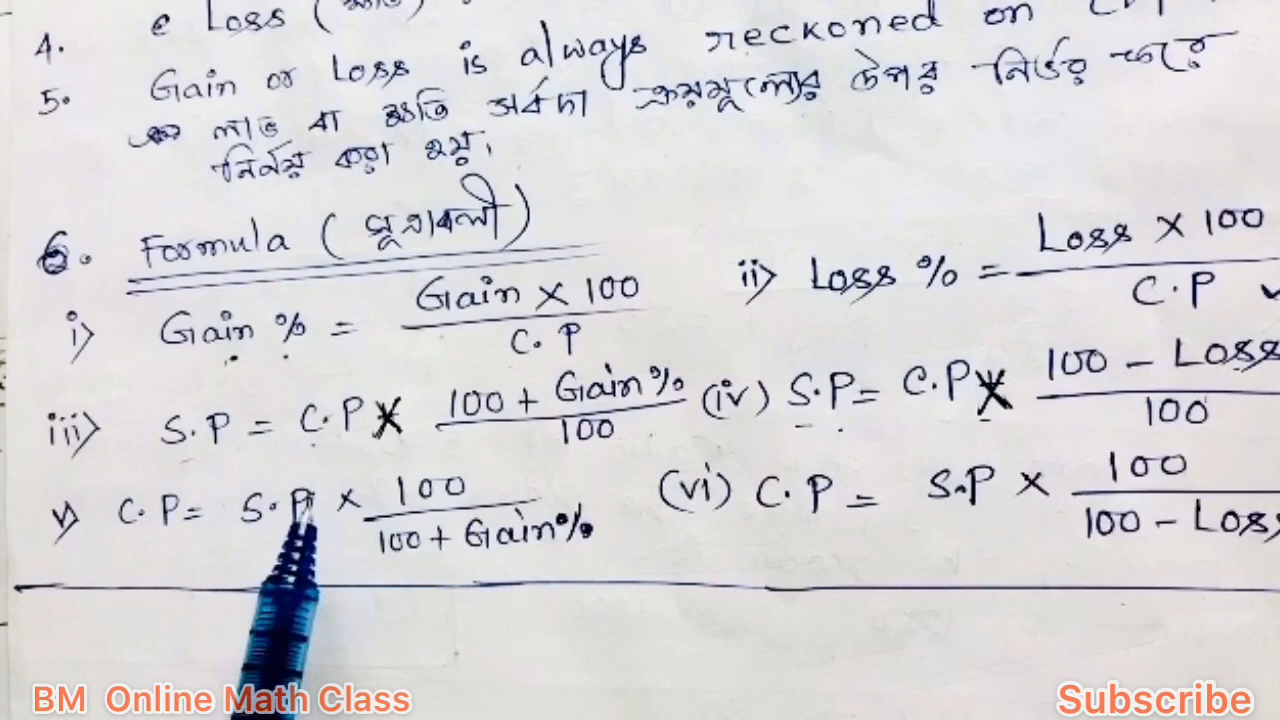 4. e Loss (ক্ষতি)
5. Gain or Loss is always reckoned on
লাভ বা ক্ষতি সর্বদা ক্রয়মূল্যের উপর নির্ভর করে
নির্ণয় করা হয়।
6. Formula (সূত্রাবলী)
i) Gain % = Gain × 100 / C.P
ii) Loss % = Loss × 100 / C.P
iii) S.P = C.P × 100 + Gain% / 100
(iv) S.P = C.P × 100 - Loss / 100
v) C.P = S.P × 100 / 100 + Gain%
(vi) C.P = S.P × 100 / 100 - Loss
BM Online Math Class
Subscribe